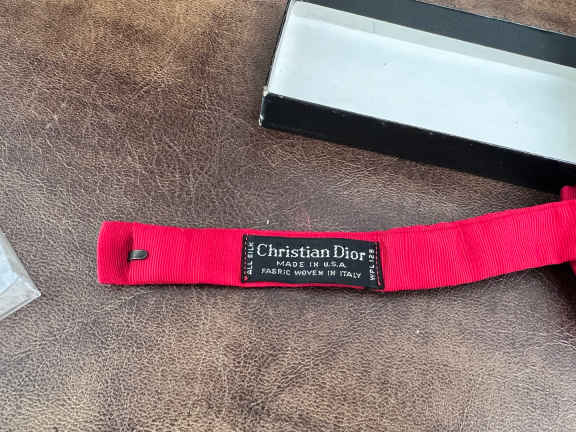 ALL SILK
Christian Dior
MADE IN U.S.A.
FABRIC WOVEN IN ITALY
WPL 128